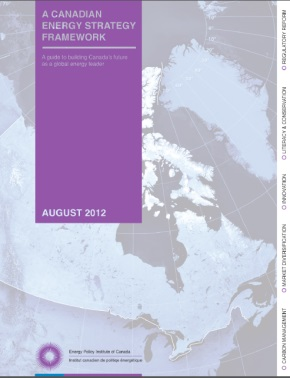 A CANADIAN
ENERGY STRATEGY
FRAMEWORK
A guide to building Canada's future
as a global energy leader
AUGUST 2012
Energy Policy Institute of Canada
Institut canadien de politique énergétique
REGULATORY REFORM
LITERACY & CONSERVATION
INNOVATION
MARKET DIVERSIFICATION
CARBON MANAGEMENT